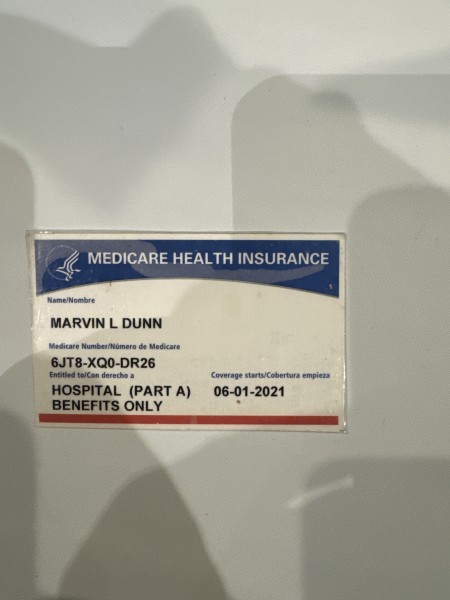 MEDICARE HEALTH INSURANCE
Name/Nombre
MARVIN L DUNN
Medicare Number/Número de Medicare
6JT8-XQ0-DR26
Entitled to/Con derecho a Coverage starts/Cobertura empieza
HOSPITAL (PART A) 06-01-2021
BENEFITS ONLY